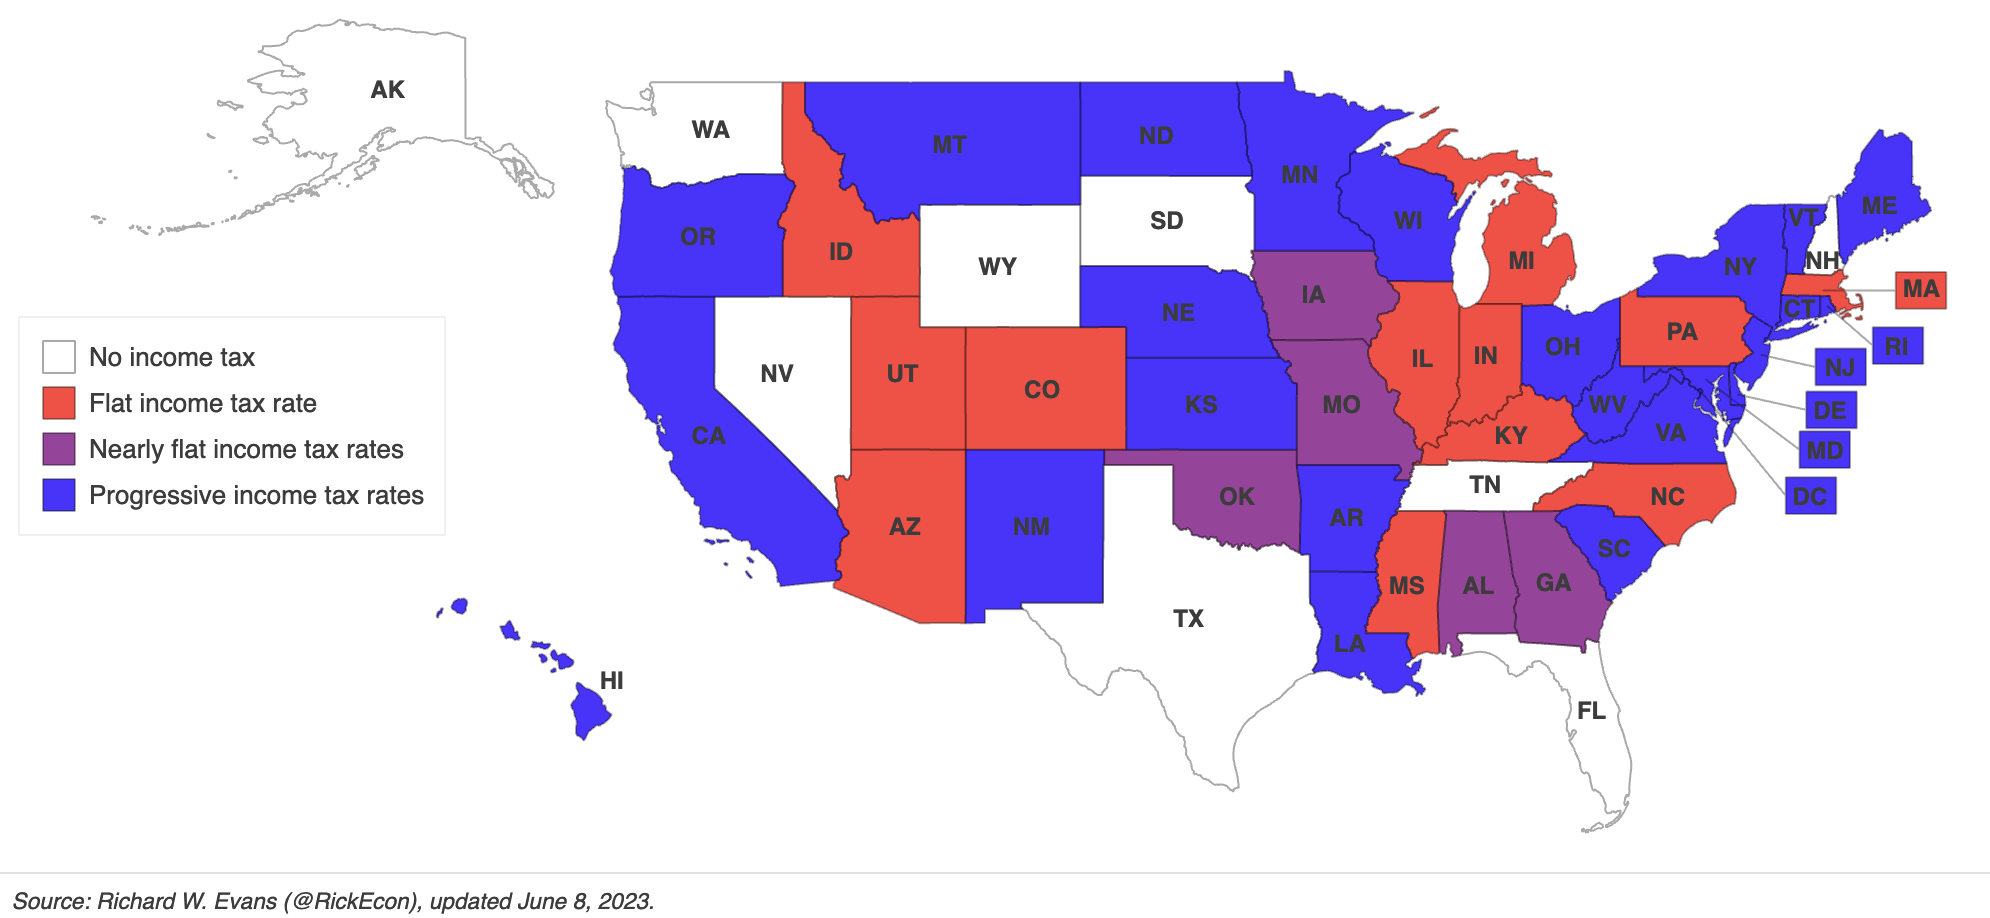 AK
WA
MT
ND
MN
ME
VT
SD
WI
OR
ID
MI
NH
WY
NY
MA
IA
NE
CT
PA
RI
OH
No income tax
NV
UT
IL
IN
NJ
CO
Flat income tax rate
KS
MO
WV
DE
CA
KY
VA
Nearly flat income tax rates
MD
TN
Progressive income tax rates
OK
NC
DC
AZ
NM
AR
SC
MS
AL
GA
TX
LA
HI
FL
Source: Richard W. Evans (@RickEcon), updated June 8, 2023.